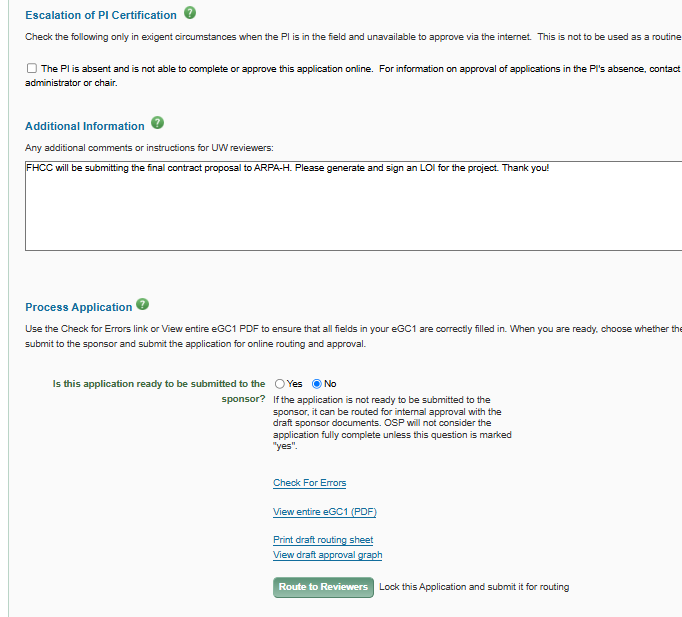 Escalation of PI Certification ?
Check the following only in exigent circumstances when the PI is in the field and unavailable to approve via the internet. This is not to be used as a routine
The PI is absent and is not able to complete or approve this application online. For information on approval of applications in the PI's absence, contact
administrator or chair.
Additional Information ?
Any additional comments or instructions for UW reviewers:
FHCC will be submitting the final contract proposal to ARPA-H. Please generate and sign an LOI for the project. Thank you!
Process Application ?
Use the Check for Errors link or View entire eGC1 PDF to ensure that all fields in your eGC1 are correctly filled in. When you are ready, choose whether the
submit to the sponsor and submit the application for online routing and approval.
Is this application ready to be submitted to the Yes No
sponsor? If the application is not ready to be submitted to the
sponsor, it can be routed for internal approval with the
draft sponsor documents. OSP will not consider the
application fully complete unless this question is marked
"yes".
Check For Errors
View entire eGC1 (PDF)
Print draft routing sheet
View draft approval graph
Route to Reviewers Lock this Application and submit it for routing